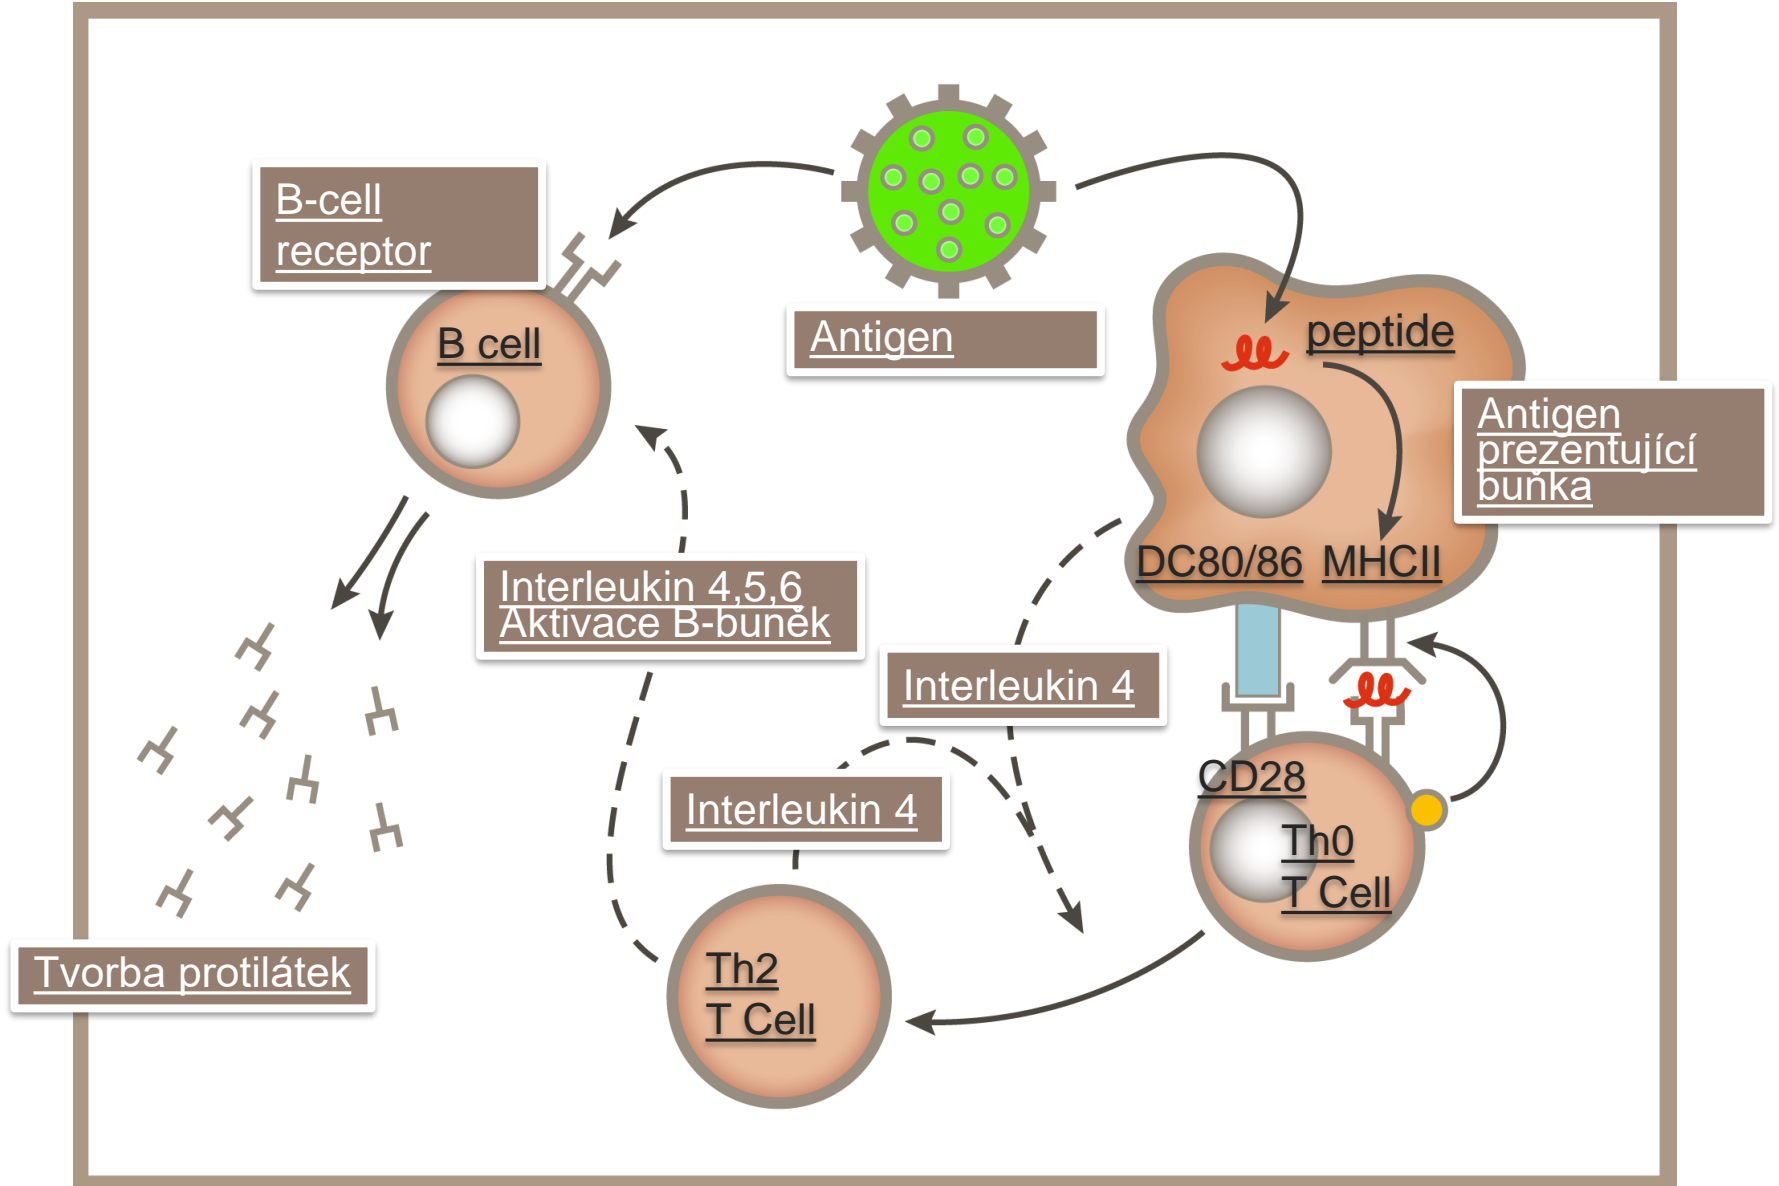 B-cell
receptor
B cell
Antigen
peptide
Antigen
prezentující
buňka
DC80/86
MHCII
Interleukin 4,5,6
Aktivace B-buněk
Interleukin 4
Interleukin 4
CD28
Th0
T Cell
Tvorba protilátek
Th2
T Cell